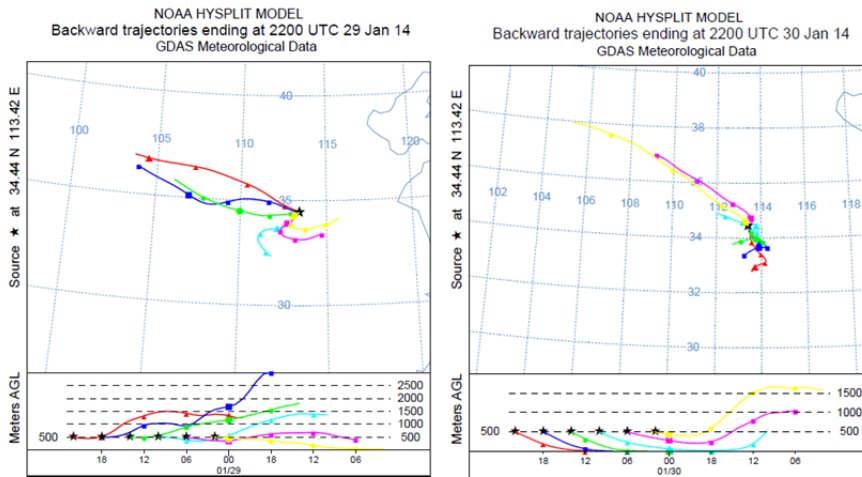 NOAA HYSPLIT MODEL
Backward trajectories ending at 2200 UTC 29 Jan 14
GDAS Meteorological Data
Source ★ at 34.44 N 113.42 E
40
100
105
110
115
120
35
30
Meters AGL
2500
2000
1500
1000
500
500
18 12 06 00 18 12 06
01/29
NOAA HYSPLIT MODEL
Backward trajectories ending at 2200 UTC 30 Jan 14
GDAS Meteorological Data
Source ★ at 34.44 N 113.42 E
40
38
36
102 104 106 108 110 112 114 116 118
34
32
30
Meters AGL
1500
1000
500
500
18 12 06 00 18 12 06
01/30